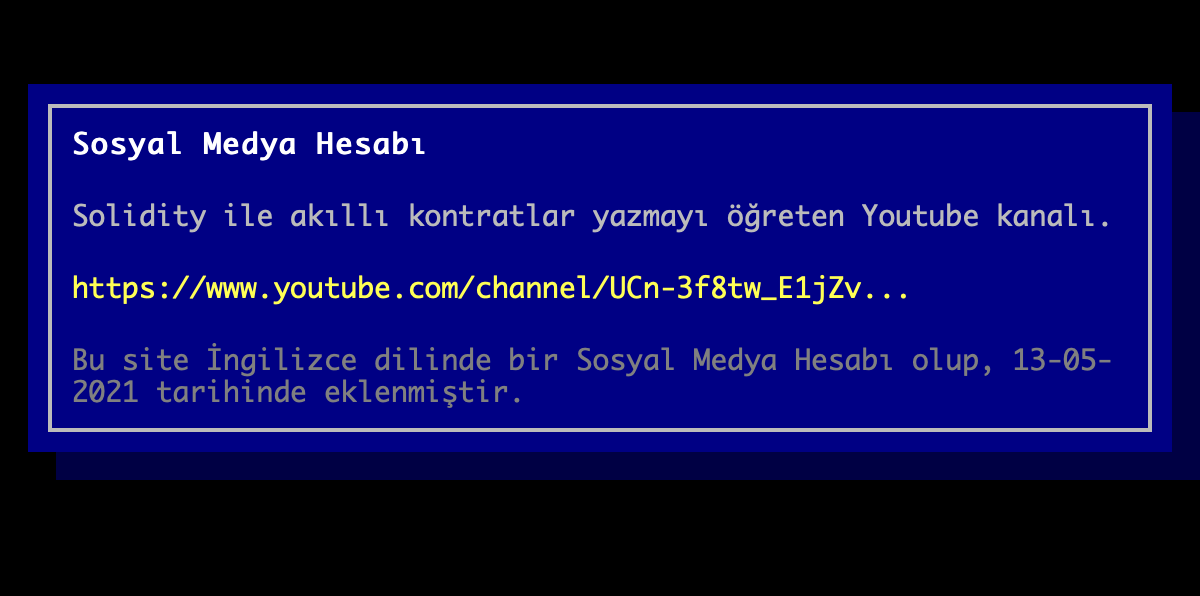 Sosyal Medya Hesabı
Solidity ile akıllı kontratlar yazmayı öğreten Youtube kanalı.
https://www.youtube.com/channel/UCn-3f8tw_E1jZv...
Bu site İngilizce dilinde bir Sosyal Medya Hesabı olup, 13-05-
2021 tarihinde eklenmiştir.